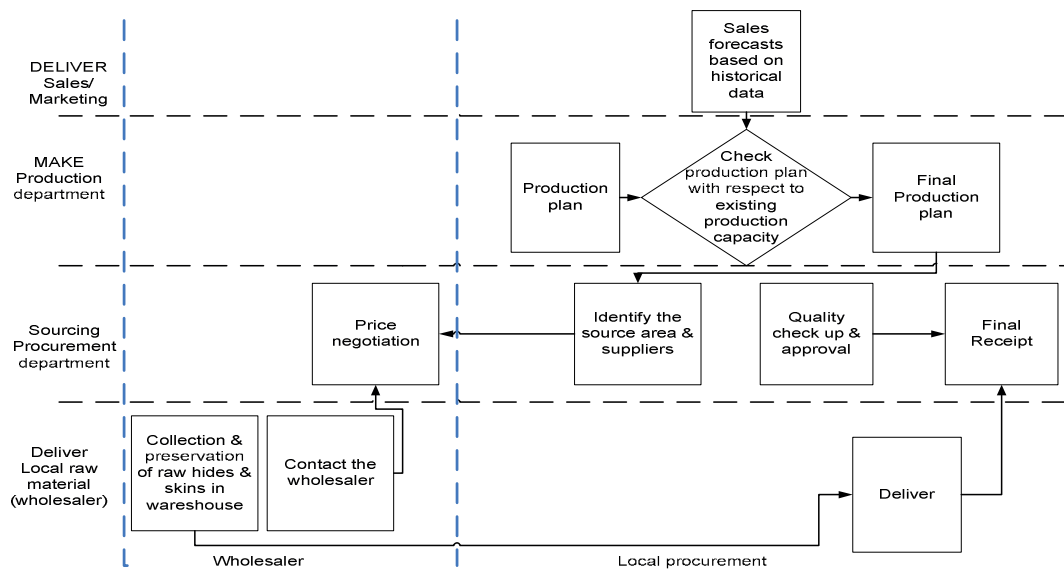 Sales
forecasts
based on
historical
data
DELIVER
Sales/
Marketing
MAKE
Production
department
Production
plan
Check
production plan
with respect to
existing
production
capacity
Final
Production
plan
Sourcing
Procurement
department
Price
negotiation
Identify the
source area &
suppliers
Quality
check up &
approval
Final
Receipt
Deliver
Local raw
material
(wholesaler)
Collection &
preservation
of raw hides &
skins in
wareshouse
Contact the
wholesaler
Deliver
Wholesaler
Local procurement